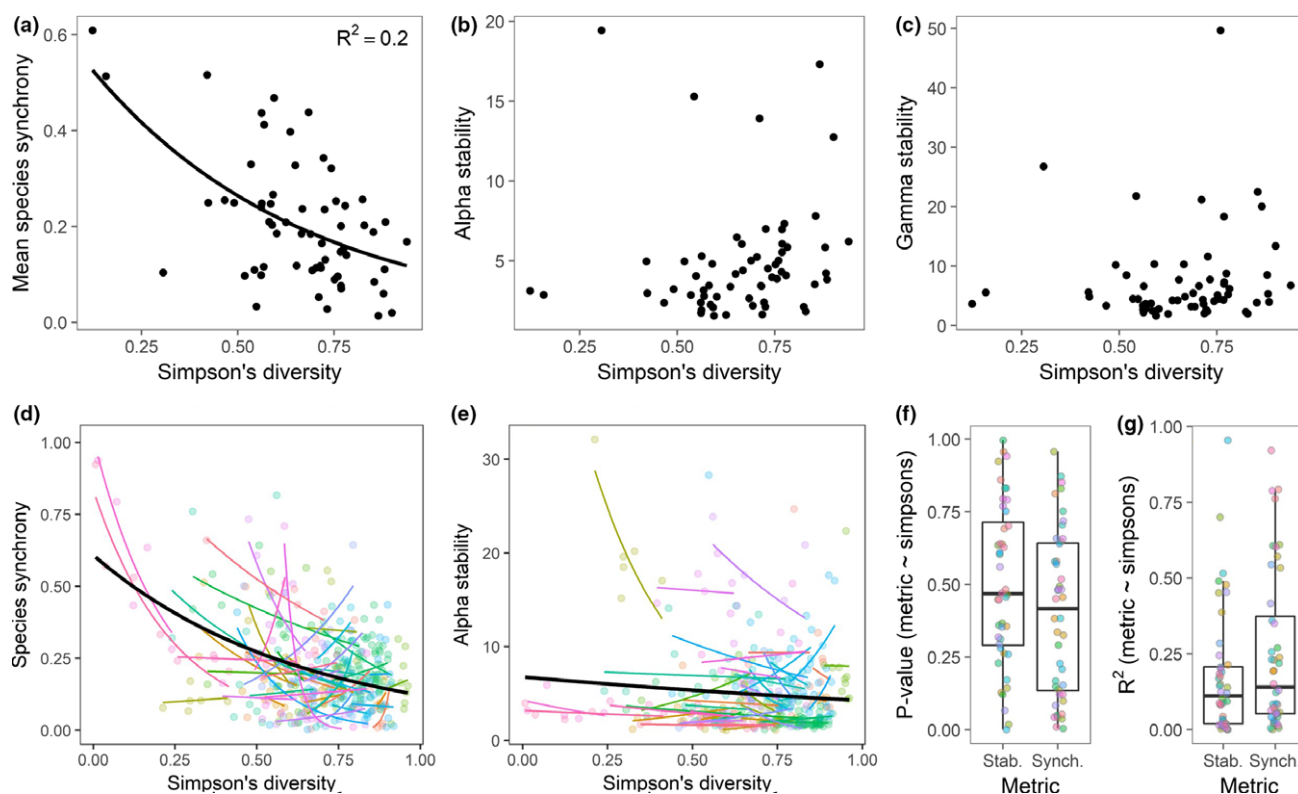 (a)
R² = 0.2
Mean species synchrony
0.6
0.4
0.2
0.0
0.25 0.50 0.75
Simpson's diversity
(b)
Alpha stability
20
15
10
5
0.25 0.50 0.75
Simpson's diversity
(c)
Gamma stability
50
40
30
20
10
0
0.25 0.50 0.75
Simpson's diversity
(d)
Species synchrony
1.00
0.75
0.50
0.25
0.00
0.00 0.25 0.50 0.75 1.00
Simpson's diversity
(e)
Alpha stability
30
20
10
0
0.00 0.25 0.50 0.75 1.00
Simpson's diversity
(f)
P-value (metric ~ simpsons)
1.00
0.75
0.50
0.25
0.00
Stab. Synch.
Metric
(g)
R² (metric ~ simpsons)
1.00
0.75
0.50
0.25
0.00
Stab. Synch.
Metric